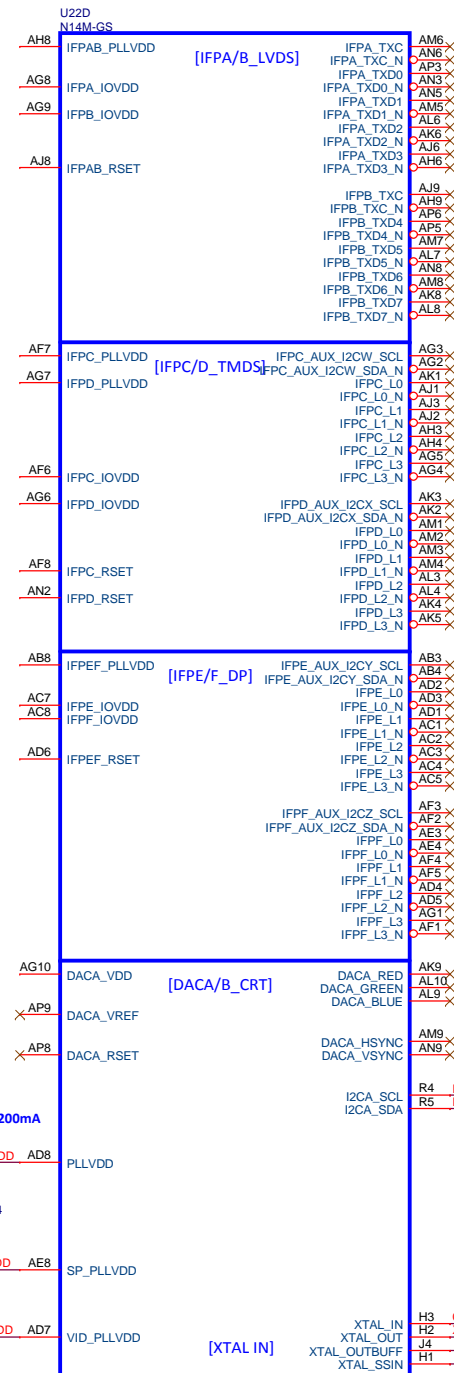 U22D
N14M-GS
[IFPA/B_LVDS]
AH8 IFPAB_PLLVDD IFPA_TXC AM6
IFPA_TXC_N AN6
IFPA_TXD0 AP3
AG8 IFPA_IOVDD IFPA_TXD0_N AN3
IFPA_TXD1 AN5
AG9 IFPB_IOVDD IFPA_TXD1_N AM5
IFPA_TXD2 AL6
IFPA_TXD2_N AK6
IFPA_TXD3 AJ6
AJ8 IFPAB_RSET IFPA_TXD3_N AH6
IFPB_TXC AJ9
IFPB_TXC_N AH9
IFPB_TXD4 AP6
IFPB_TXD4_N AP5
IFPB_TXD5 AM7
IFPB_TXD5_N AL7
IFPB_TXD6 AN8
IFPB_TXD6_N AM8
IFPB_TXD7 AK8
IFPB_TXD7_N AL8
[IFPC/D_TMDS]
AF7 IFPC_PLLVDD IFPC_AUX_I2CW_SCL AG3
IFPC_AUX_I2CW_SDA_N AG2
AG7 IFPD_PLLVDD IFPC_L0 AK1
IFPC_L0_N AJ1
IFPC_L1 AJ3
IFPC_L1_N AJ2
IFPC_L2 AH3
IFPC_L2_N AH4
IFPC_L3 AG5
AF6 IFPC_IOVDD IFPC_L3_N AG4
AG6 IFPD_IOVDD IFPD_AUX_I2CX_SCL AK3
IFPD_AUX_I2CX_SDA_N AK2
IFPD_L0 AM1
IFPD_L0_N AM2
IFPD_L1 AM3
AF8 IFPC_RSET IFPD_L1_N AM4
IFPD_L2 AL3
AN2 IFPD_RSET IFPD_L2_N AL4
IFPD_L3 AK4
IFPD_L3_N AK5
[IFPE/F_DP]
AB8 IFPEF_PLLVDD IFPE_AUX_I2CY_SCL AB3
IFPE_AUX_I2CY_SDA_N AB4
IFPE_L0 AD2
AC7 IFPE_IOVDD IFPE_L0_N AD3
AC8 IFPF_IOVDD IFPE_L1 AD1
IFPE_L1_N AC1
IFPE_L2 AC2
AD6 IFPEF_RSET IFPE_L2_N AC3
IFPE_L3 AC4
IFPE_L3_N AC5
IFPF_AUX_I2CZ_SCL AF3
IFPF_AUX_I2CZ_SDA_N AF2
IFPF_L0 AE3
IFPF_L0_N AE4
IFPF_L1 AF4
IFPF_L1_N AF5
IFPF_L2 AD4
IFPF_L2_N AD5
IFPF_L3 AG1
IFPF_L3_N AF1
[DACA/B_CRT]
AG10 DACA_VDD DACA_RED AK9
DACA_GREEN AL10
DACA_BLUE AL9
AP9 DACA_VREF
DACA_HSYNC AM9
AP8 DACA_RSET DACA_VSYNC AN9
I2CA_SCL R4
I2CA_SDA R5
200mA
DD AD8 PLLVDD
DD AE8 SP_PLLVDD
XTAL_IN H3
DD AD7 VID_PLLVDD XTAL_OUT H2
[XTAL IN] XTAL_OUTBUFF J4
XTAL_SSIN H1